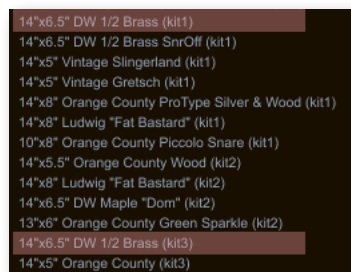 14"x6.5" DW 1/2 Brass (kit1)
14"x6.5" DW 1/2 Brass SnrOff (kit1)
14"x5" Vintage Slingerland (kit1)
14"x5" Vintage Gretsch (kit1)
14"x8" Orange County ProType Silver & Wood (kit1)
14"x8" Ludwig "Fat Bastard" (kit1)
10"x8" Orange County Piccolo Snare (kit1)
14"x5.5" Orange County Wood (kit2)
14"x8" Ludwig "Fat Bastard" (kit2)
14"x6.5" DW Maple "Dom" (kit2)
13"x6" Orange County Green Sparkle (kit2)
14"x6.5" DW 1/2 Brass (kit3)
14"x5" Orange County (kit3)